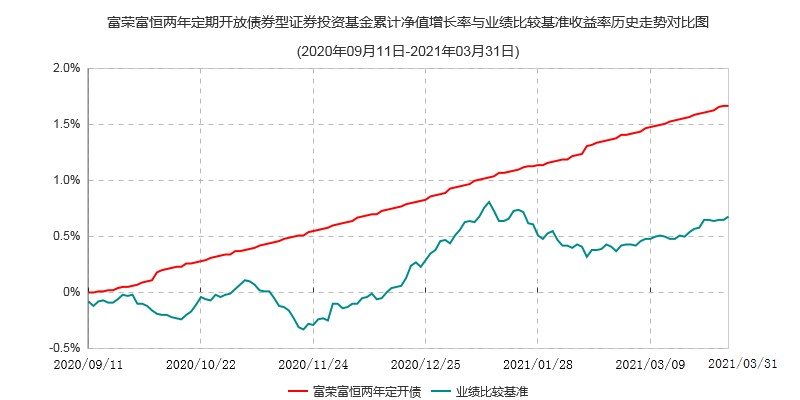 富荣富恒两年定期开放债券型证券投资基金累计净值增长率与业绩比较基准收益率历史走势对比图
(2020年09月11日-2021年03月31日)
2.0%
1.5%
1.0%
0.5%
0%
-0.5%
2020/09/11 2020/10/22 2020/11/24 2020/12/25 2021/01/28 2021/03/09 2021/03/31
富荣富恒两年定开债 业绩比较基准